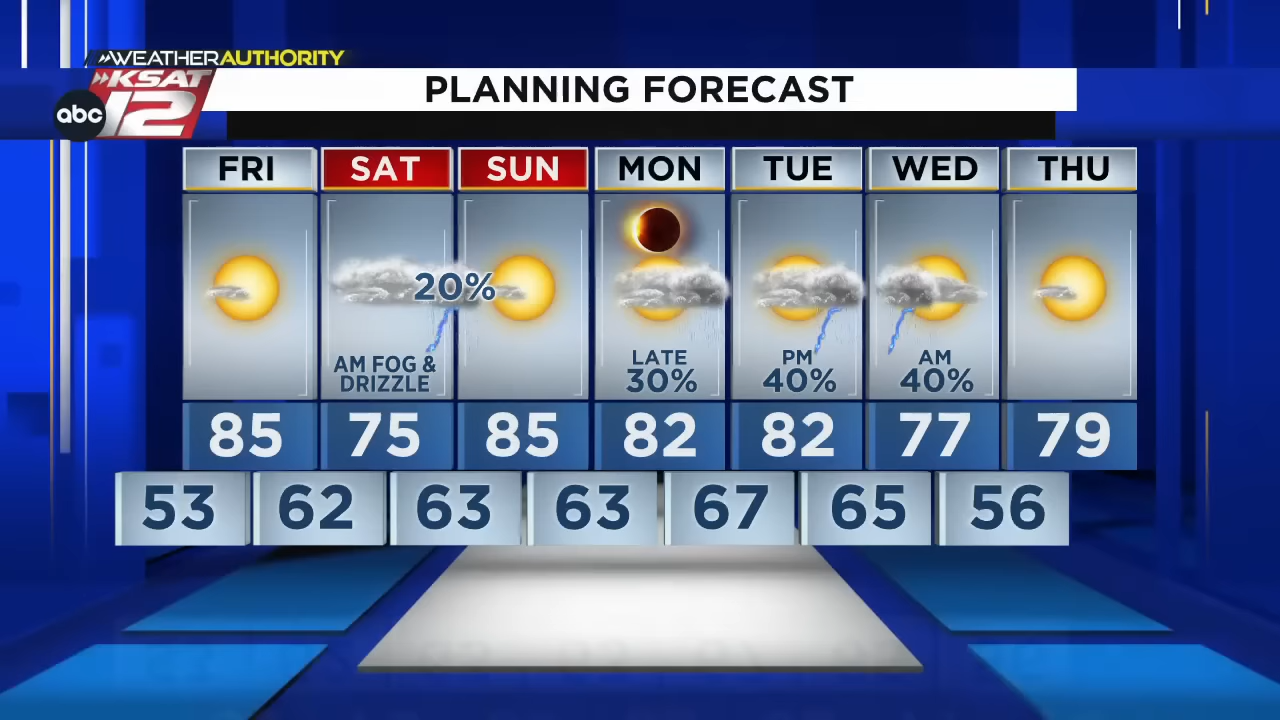 WEATHERAUTHORITY
KSAT
abc 12
PLANNING FORECAST
FRI SAT SUN MON TUE WED THU
20%
AM FOG & DRIZZLE
LATE 30%
PM 40%
AM 40%
85 75 85 82 82 77 79
53 62 63 63 67 65 56